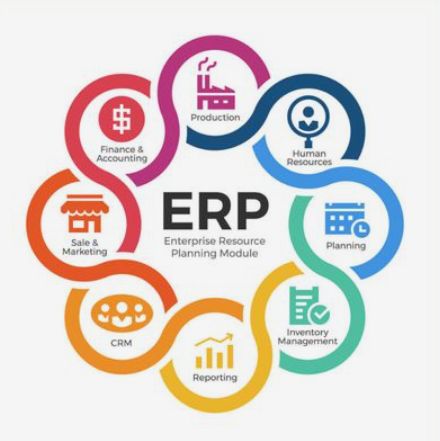 Production
Finance &
Accounting
Human
Resources
ERP
Enterprise Resource
Planning Module
Sale &
Marketing
Planning
CRM
Inventory
Management
Reporting